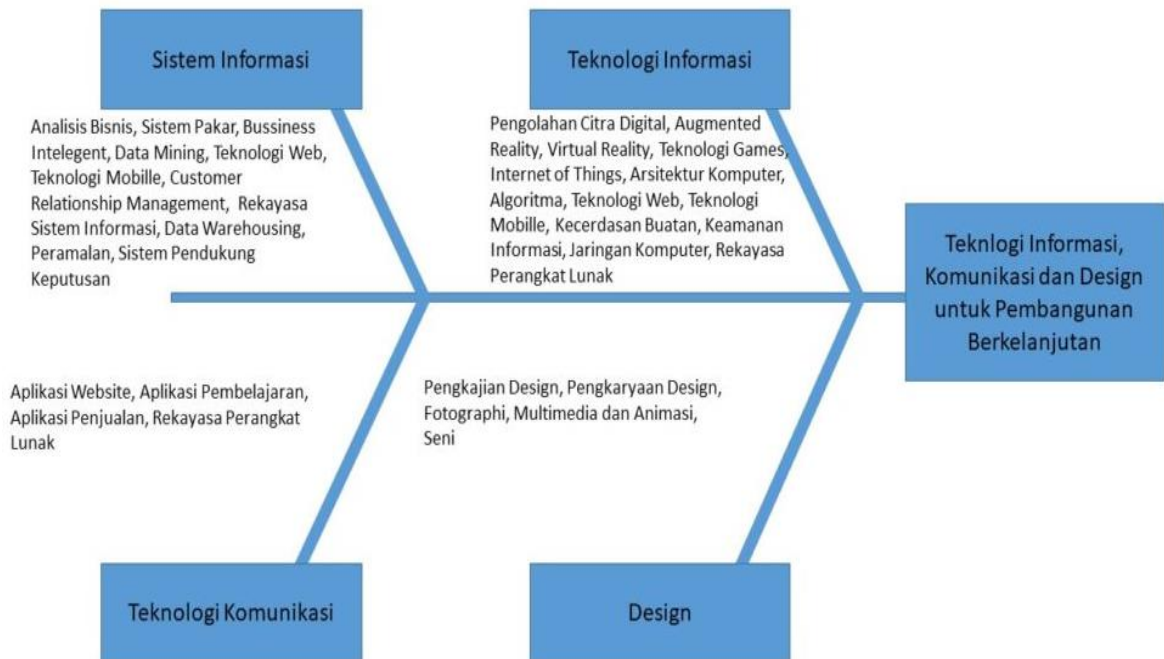 Sistem Informasi
Teknologi Informasi
Analisis Bisnis, Sistem Pakar, Bussiness
Intelegent, Data Mining, Teknologi Web,
Teknologi Mobille, Customer
Relationship Management, Rekayasa
Sistem Informasi, Data Warehousing,
Peramalan, Sistem Pendukung
Keputusan
Pengolahan Citra Digital, Augmented
Reality, Virtual Reality, Teknologi Games,
Internet of Things, Arsitektur Komputer,
Algoritma, Teknologi Web, Teknologi
Mobille, Kecerdasan Buatan, Keamanan
Informasi, Jaringan Komputer, Rekayasa
Perangkat Lunak
Teknlogi Informasi,
Komunikasi dan Design
untuk Pembangunan
Berkelanjutan
Aplikasi Website, Aplikasi Pembelajaran,
Aplikasi Penjualan, Rekayasa Perangkat
Lunak
Pengkajian Design, Pengkaryaan Design,
Fotographi, Multimedia dan Animasi,
Seni
Teknologi Komunikasi
Design